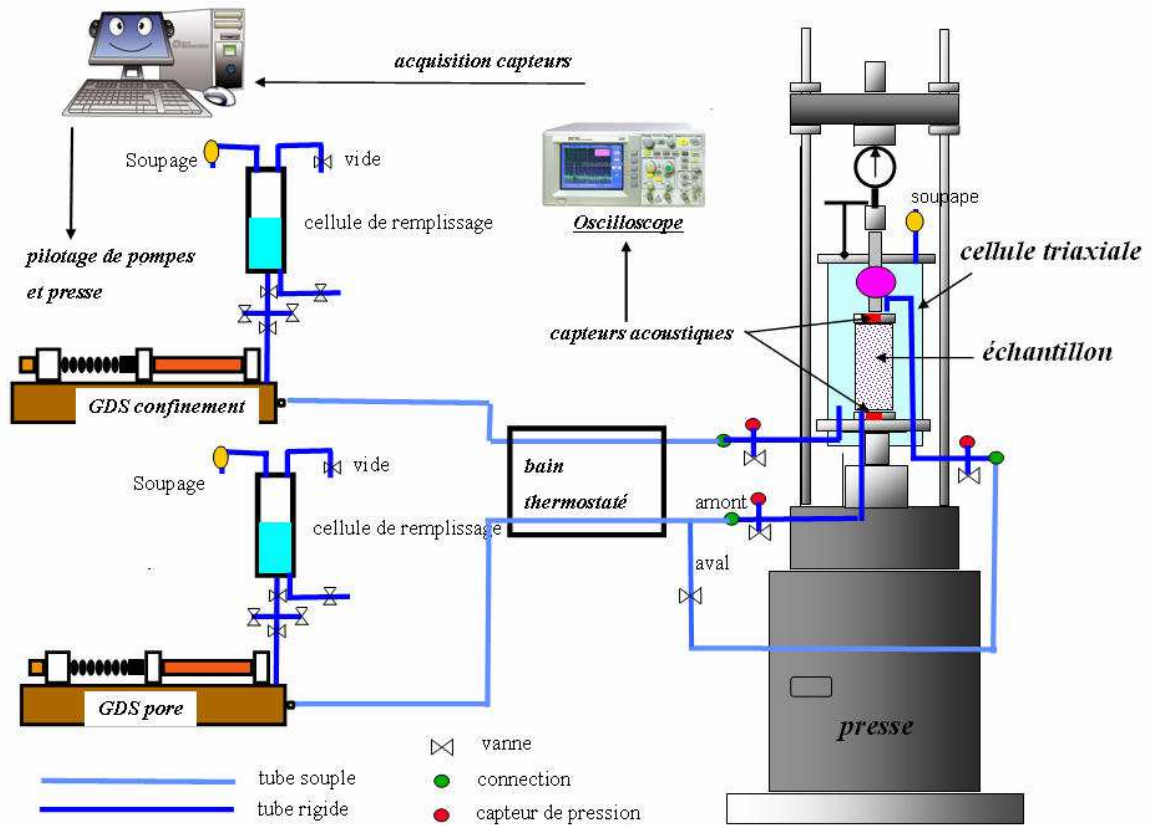 acquisition capteurs
Soupage
vide
cellule de remplissage
pilotage de pompes
et presse
Oscilloscope
soupape
cellule triaxiale
capteurs acoustiques
échantillon
GDS confinement
Soupage
vide
cellule de remplissage
bain
thermostaté
amont
aval
GDS pore
presse
vanne
tube souple
connection
tube rigide
capteur de pression